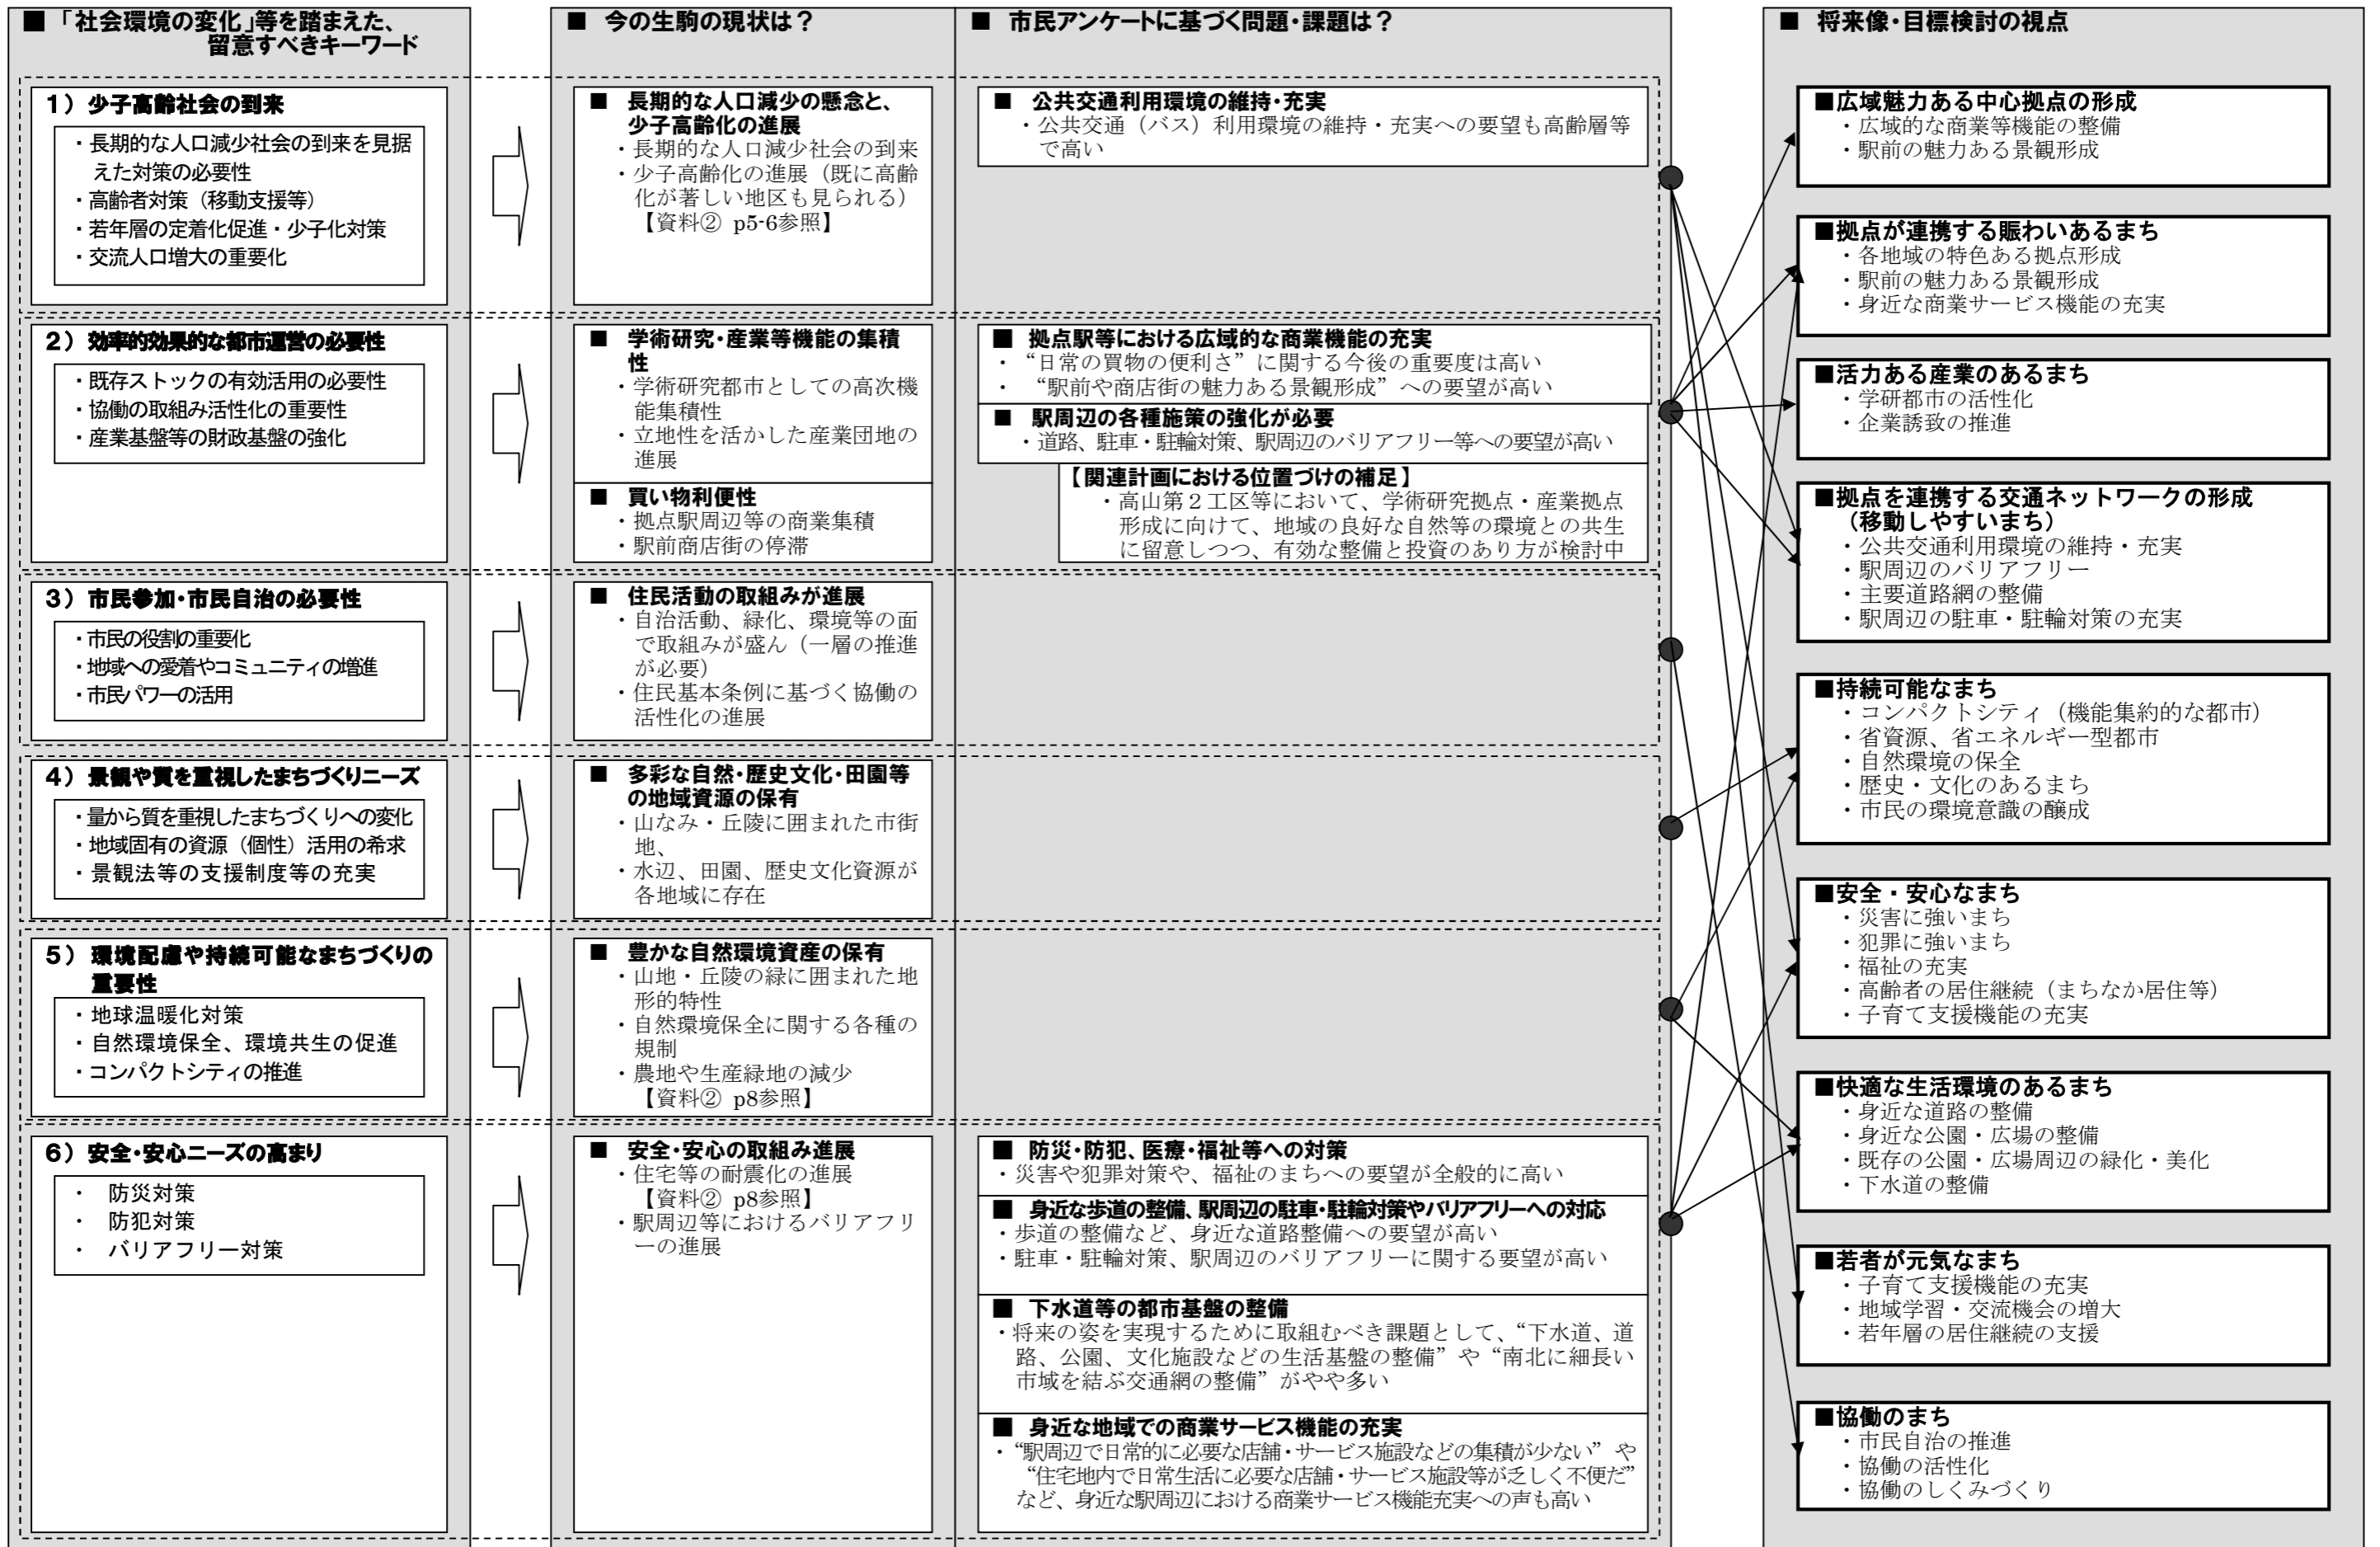 ■「社会環境の変化」等を踏まえた、
留意すべきキーワード
1）少子高齢社会の到来
・長期的な人口減少社会の到来を見据
えた対策の必要性
・高齢者対策（移動支援等）
・若年層の定着化促進・少子化対策
・交流人口増大の重要化
2）効率的効果的な都市運営の必要性
・既存ストックの有効活用の必要性
・協働の取組み活性化の重要性
・産業基盤等の財政基盤の強化
3）市民参加・市民自治の必要性
・市民の役割の重要化
・地域への愛着やコミュニティの増進
・市民パワーの活用
4）景観や質を重視したまちづくりニーズ
・量から質を重視したまちづくりへの変化
・地域固有の資源（個性）活用の希求
・景観法等の支援制度等の充実
5）環境配慮や持続可能なまちづくりの
重要性
・地球温暖化対策
・自然環境保全、環境共生の促進
・コンパクトシティの推進
6）安全・安心ニーズの高まり
・ 防災対策
・ 防犯対策
・ バリアフリー対策
■ 今の生駒の現状は？
■ 長期的な人口減少の懸念と、
少子高齢化の進展
・長期的な人口減少社会の到来
・少子高齢化の進展（既に高齢
化が著しい地区も見られる）
【資料② p5-6参照】
■ 学術研究・産業等機能の集積
性
・学術研究都市としての高次機
能集積性
・立地性を活かした産業団地の
進展
■ 買い物利便性
・拠点駅周辺等の商業集積
・駅前商店街の停滞
■ 住民活動の取組みが進展
・自治活動、緑化、環境等の面
で取組みが盛ん（一層の推進
が必要）
・住民基本条例に基づく協働の
活性化の進展
■ 多彩な自然・歴史文化・田園等
の地域資源の保有
・山なみ・丘陵に囲まれた市街
地、
・水辺、田園、歴史文化資源が
各地域に存在
■ 豊かな自然環境資産の保有
・山地・丘陵の緑に囲まれた地
形的特性
・自然環境保全に関する各種の
規制
・農地や生産緑地の減少
【資料② p8参照】
■ 安全・安心の取組み進展
・住宅等の耐震化の進展
【資料② p8参照】
・駅周辺等におけるバリアフリ
ーの進展
■ 市民アンケートに基づく問題・課題は？
■ 公共交通利用環境の維持・充実
・公共交通（バス）利用環境の維持・充実への要望も高齢層等
で高い
■ 拠点駅等における広域的な商業機能の充実
・ “日常の買物の便利さ”に関する今後の重要度は高い
・ “駅前や商店街の魅力ある景観形成”への要望が高い
■ 駅周辺の各種施策の強化が必要
・道路、駐車・駐輪対策、駅周辺のバリアフリー等への要望が高い
【関連計画における位置づけの補足】
・高山第２工区等において、学術研究拠点・産業拠点
形成に向けて、地域の良好な自然等の環境との共生
に留意しつつ、有効な整備と投資のあり方が検討中
■ 防災・防犯、医療・福祉等への対策
・災害や犯罪対策や、福祉のまちへの要望が全般的に高い
■ 身近な歩道の整備、駅周辺の駐車・駐輪対策やバリアフリーへの対応
・歩道の整備など、身近な道路整備への要望が高い
・駐車・駐輪対策、駅周辺のバリアフリーに関する要望が高い
■ 下水道等の都市基盤の整備
・将来の姿を実現するために取組むべき課題として、“下水道、道
路、公園、文化施設などの生活基盤の整備”や“南北に細長い
市域を結ぶ交通網の整備”がやや多い
■ 身近な地域での商業サービス機能の充実
・“駅周辺で日常的に必要な店舗・サービス施設などの集積が少ない”や
“住宅地内で日常生活に必要な店舗・サービス施設等が乏しく不便だ”
など、身近な駅周辺における商業サービス機能充実への声も高い
■ 将来像・目標検討の視点
■広域魅力ある中心拠点の形成
・広域的な商業等機能の整備
・駅前の魅力ある景観形成
■拠点が連携する賑わいあるまち
・各地域の特色ある拠点形成
・駅前の魅力ある景観形成
・身近な商業サービス機能の充実
■活力ある産業のあるまち
・学研都市の活性化
・企業誘致の推進
■拠点を連携する交通ネットワークの形成
（移動しやすいまち）
・公共交通利用環境の維持・充実
・駅周辺のバリアフリー
・主要道路網の整備
・駅周辺の駐車・駐輪対策の充実
■持続可能なまち
・コンパクトシティ（機能集約的な都市）
・省資源、省エネルギー型都市
・自然環境の保全
・歴史・文化のあるまち
・市民の環境意識の醸成
■安全・安心なまち
・災害に強いまち
・犯罪に強いまち
・福祉の充実
・高齢者の居住継続（まちなか居住等）
・子育て支援機能の充実
■快適な生活環境のあるまち
・身近な道路の整備
・身近な公園・広場の整備
・既存の公園・広場周辺の緑化・美化
・下水道の整備
■若者が元気なまち
・子育て支援機能の充実
・地域学習・交流機会の増大
・若年層の居住継続の支援
■協働のまち
・市民自治の推進
・協働の活性化
・協働のしくみづくり